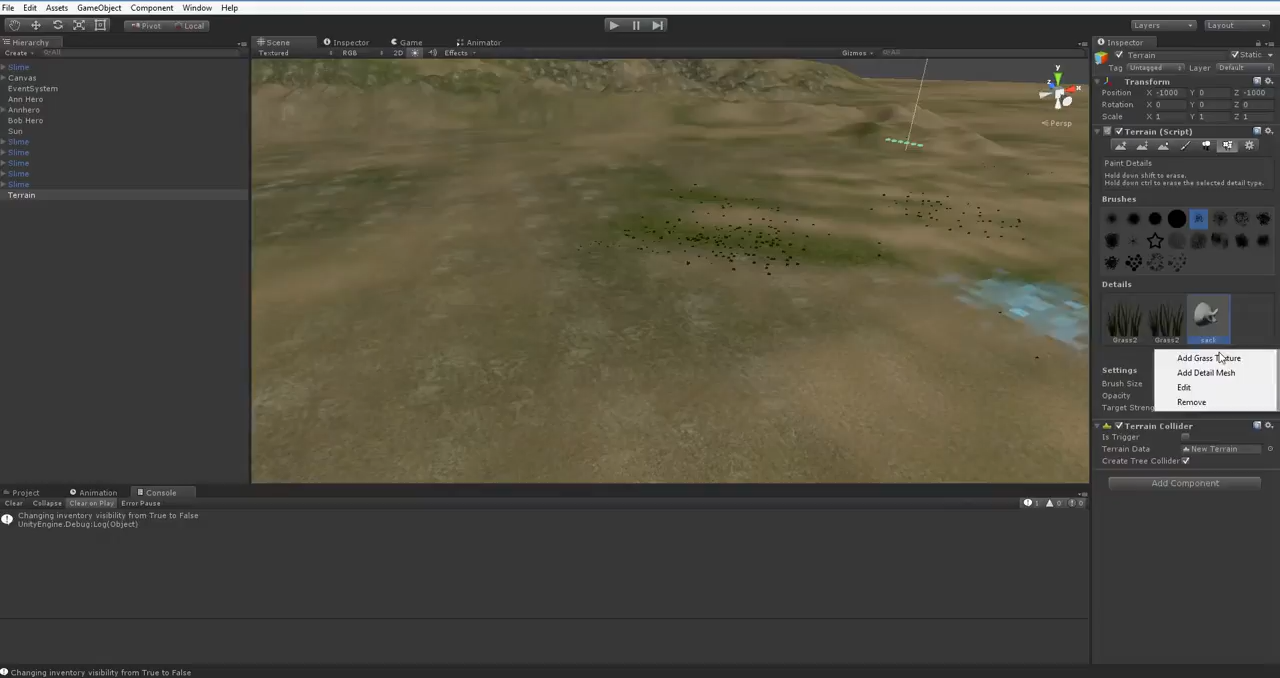 File Edit Assets GameObject Component Window Help
Pivot Local Layers Layout
Hierarchy Scene Inspector Game Animator Inspector
Create Textured RGB 2D Effects Gizmos
Terrain Static
Tag Untagged Layer Default
Slime
Canvas
EventSystem
Ann Hero
Annhero
Bob Hero
Sun
Slime
Slime
Slime
Slime
Slime
Terrain
y
x
z
Persp
Transform
Position X -1000 Y 0 Z -1000
Rotation X 0 Y 0 Z 0
Scale X 1 Y 1 Z 1
Terrain (Script)
Paint Details
Hold down shift to erase.
Hold down ctrl to erase the selected detail type.
Brushes
Details
Grass2 Grass2 sack
Add Grass Texture
Add Detail Mesh
Edit
Remove
Settings
Brush Size
Opacity
Target Streng
Terrain Collider
Is Trigger
Terrain Data New Terrain
Create Tree Collider
Add Component
Project Animation Console
Clear Collapse Clear on Play Error Pause 1 0 0
Changing inventory visibility from True to False
UnityEngine.Debug:Log(Object)
Changing inventory visibility from True to False